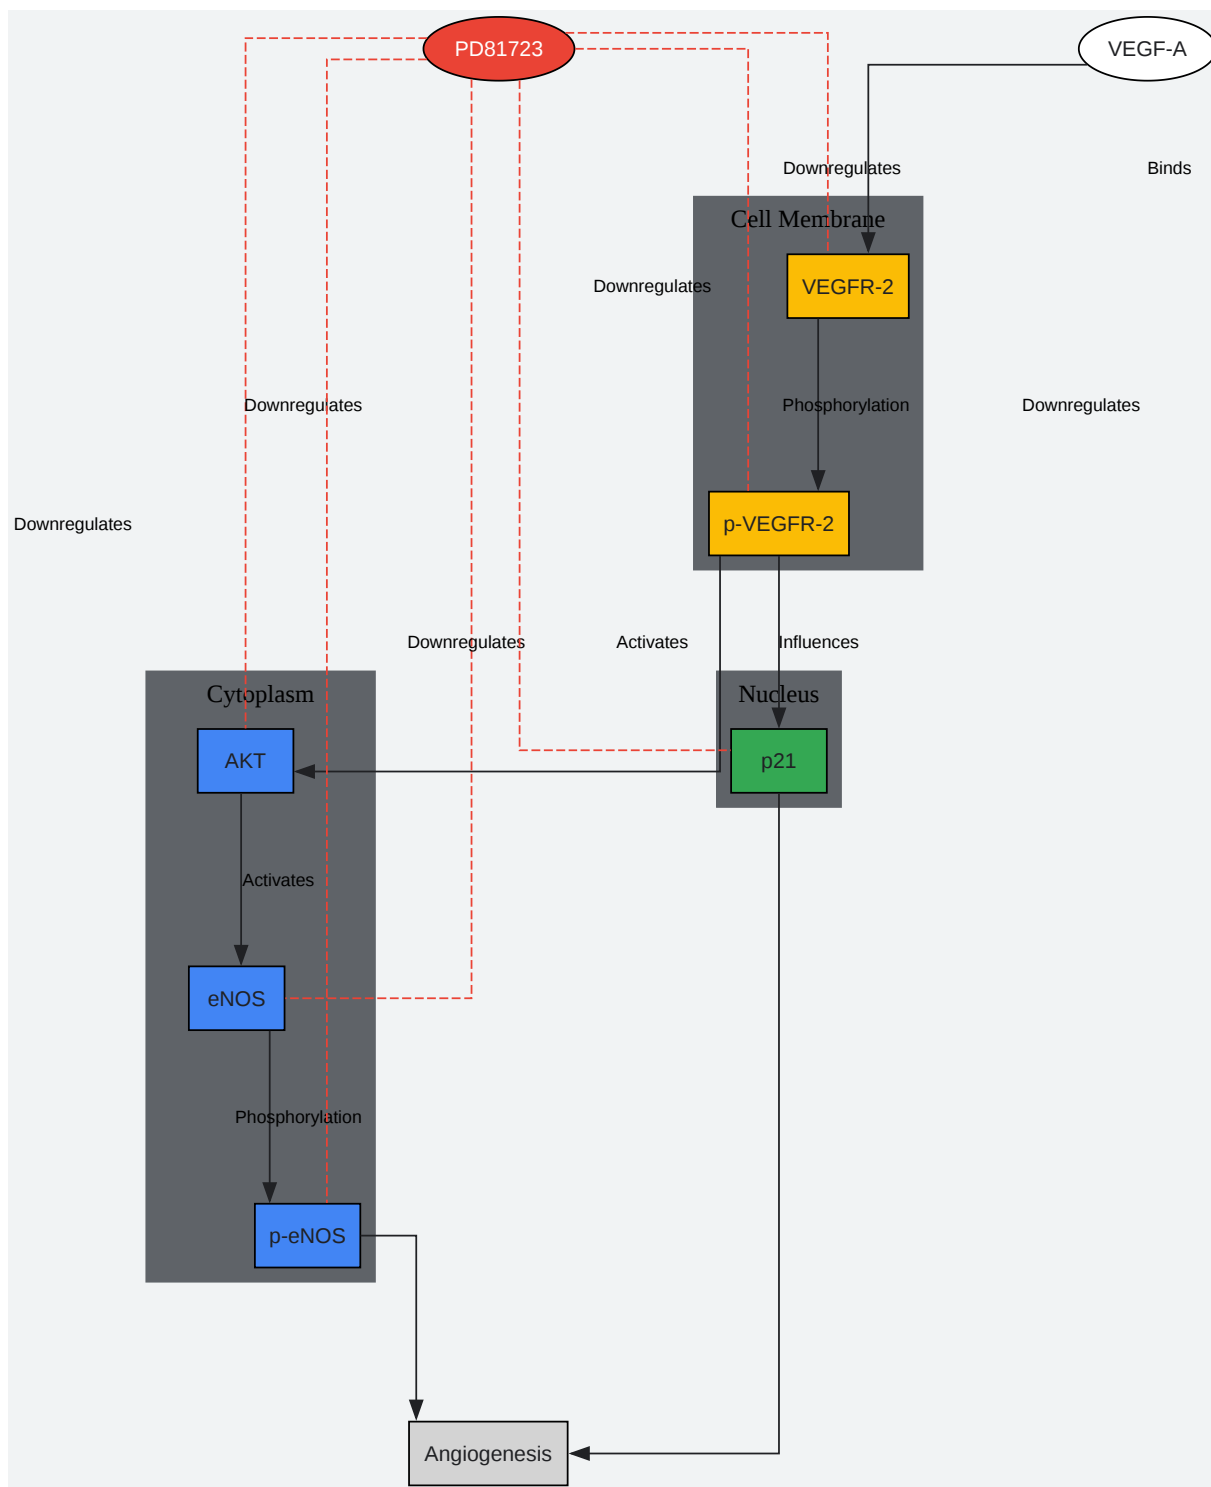 PD81723
VEGF-A
Downregulates
Binds
Cell Membrane
Downregulates
VEGFR-2
Downregulates
Phosphorylation
Downregulates
Downregulates
p-VEGFR-2
Downregulates
Activates
Influences
Cytoplasm
Nucleus
AKT
p21
Activates
eNOS
Phosphorylation
p-eNOS
Angiogenesis